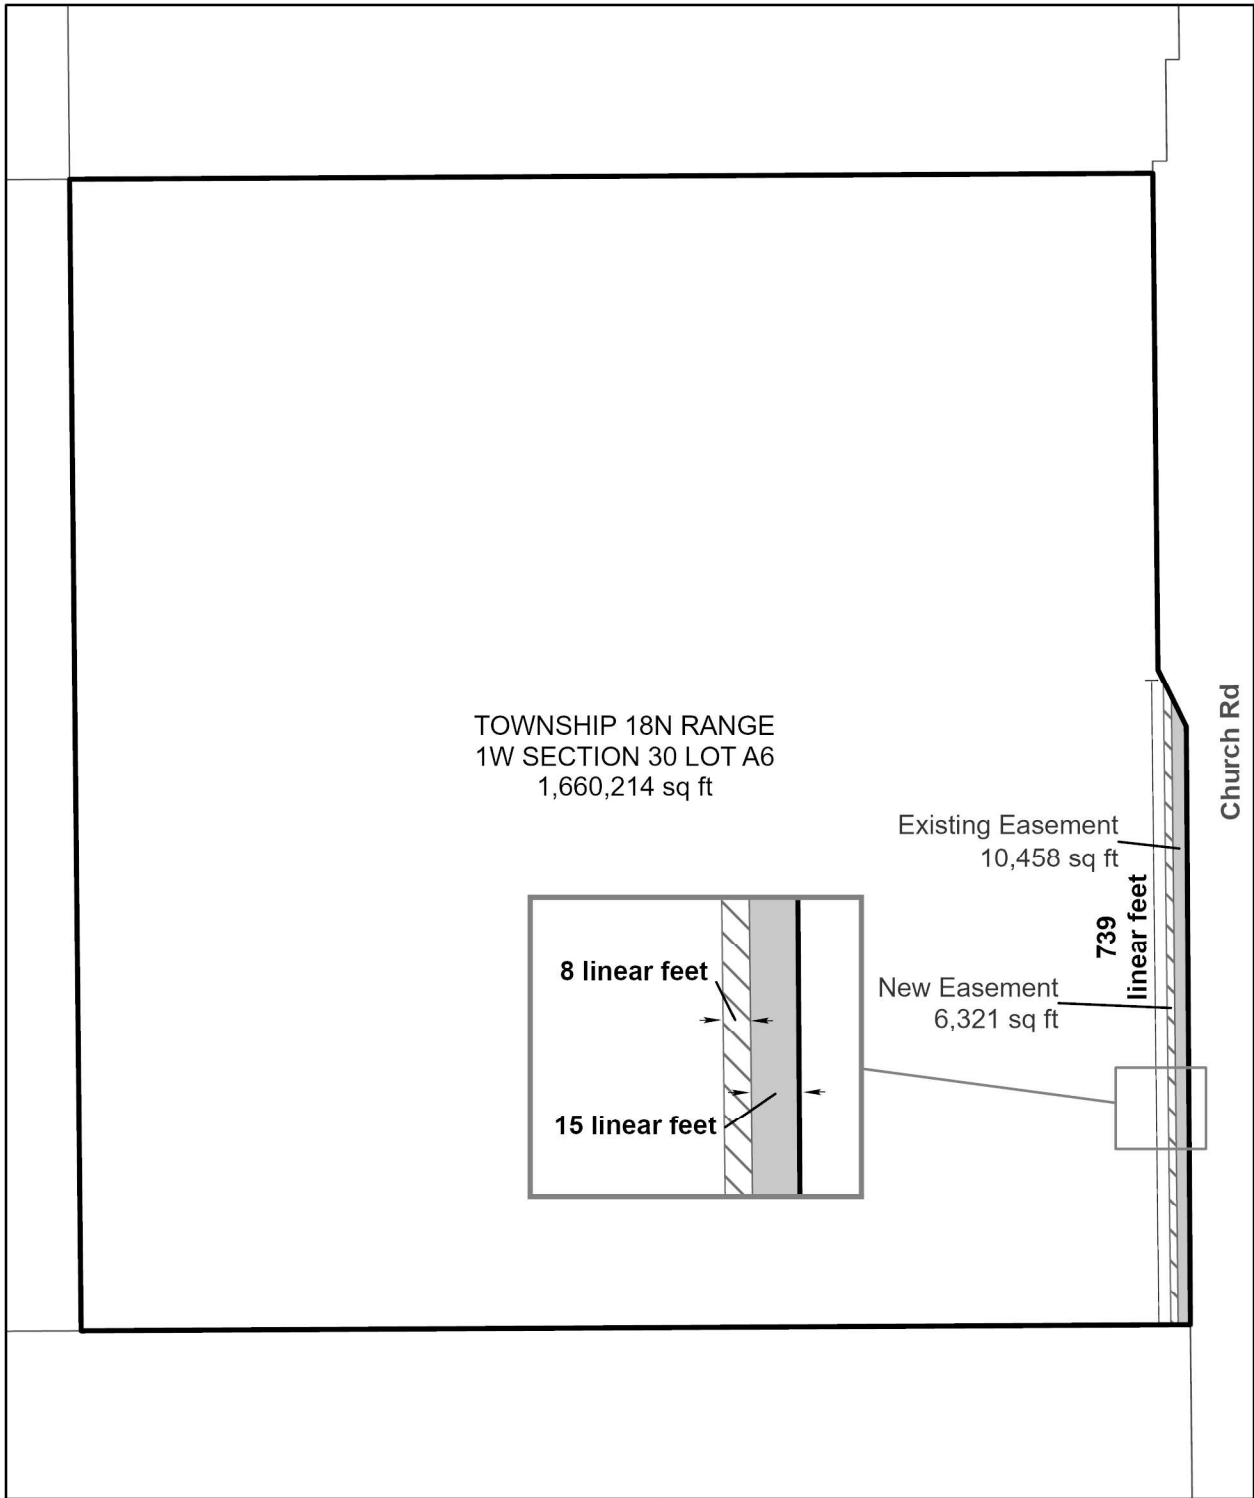 TOWNSHIP 18N RANGE
1W SECTION 30 LOT A6
1,660,214 sq ft
Church Rd
Existing Easement
10,458 sq ft
739
linear feet
New Easement
6,321 sq ft
8 linear feet
15 linear feet